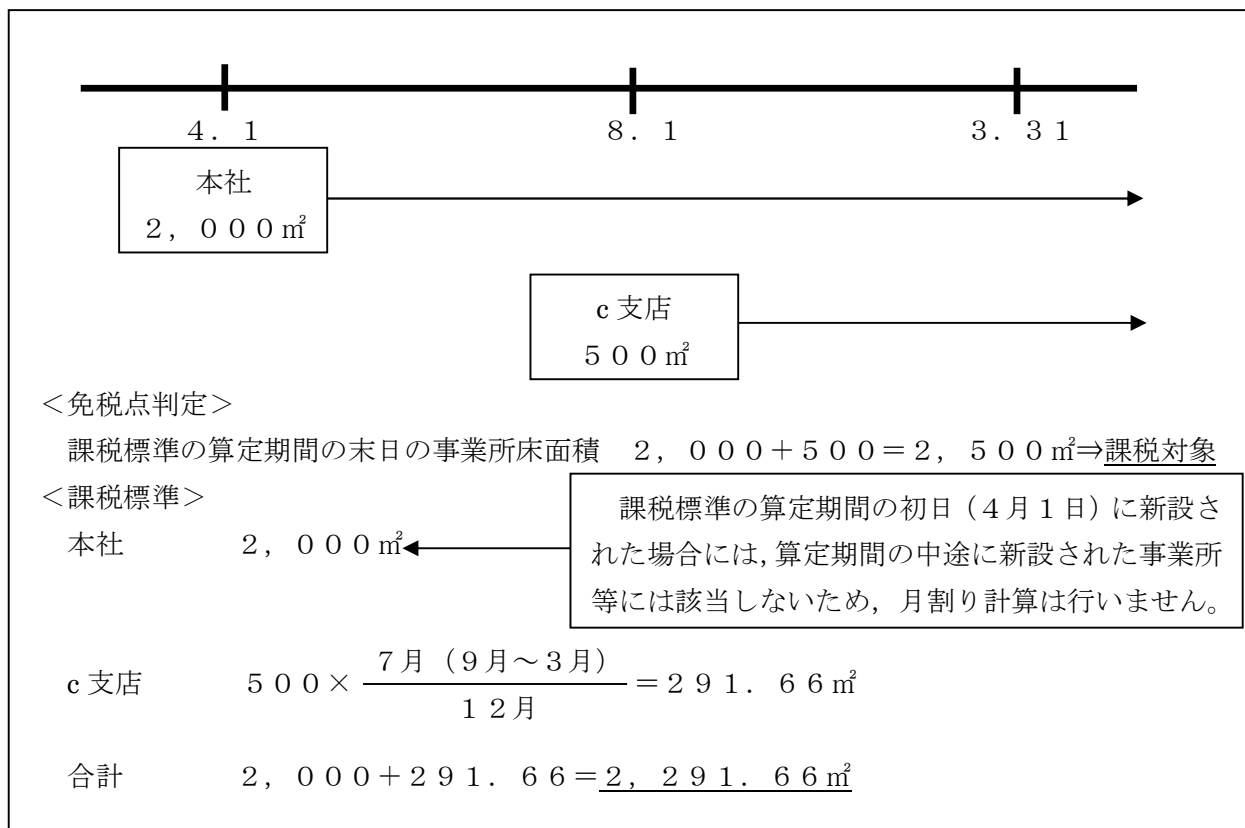 ４．１　８．１　３．３１
本社
２，０００㎡
c 支店
５００㎡
＜免税点判定＞
課税標準の算定期間の末日の事業所床面積　２，０００＋５００＝２，５００㎡⇒課税対象
＜課税標準＞
本社　２，０００㎡
課税標準の算定期間の初日（４月１日）に新設さ
れた場合には，算定期間の中途に新設された事業所
等には該当しないため，月割り計算は行いません。
７月（９月～３月）
c 支店　５００×　＝２９１．６６㎡
１２月
合計　２，０００＋２９１．６６＝２，２９１．６６㎡